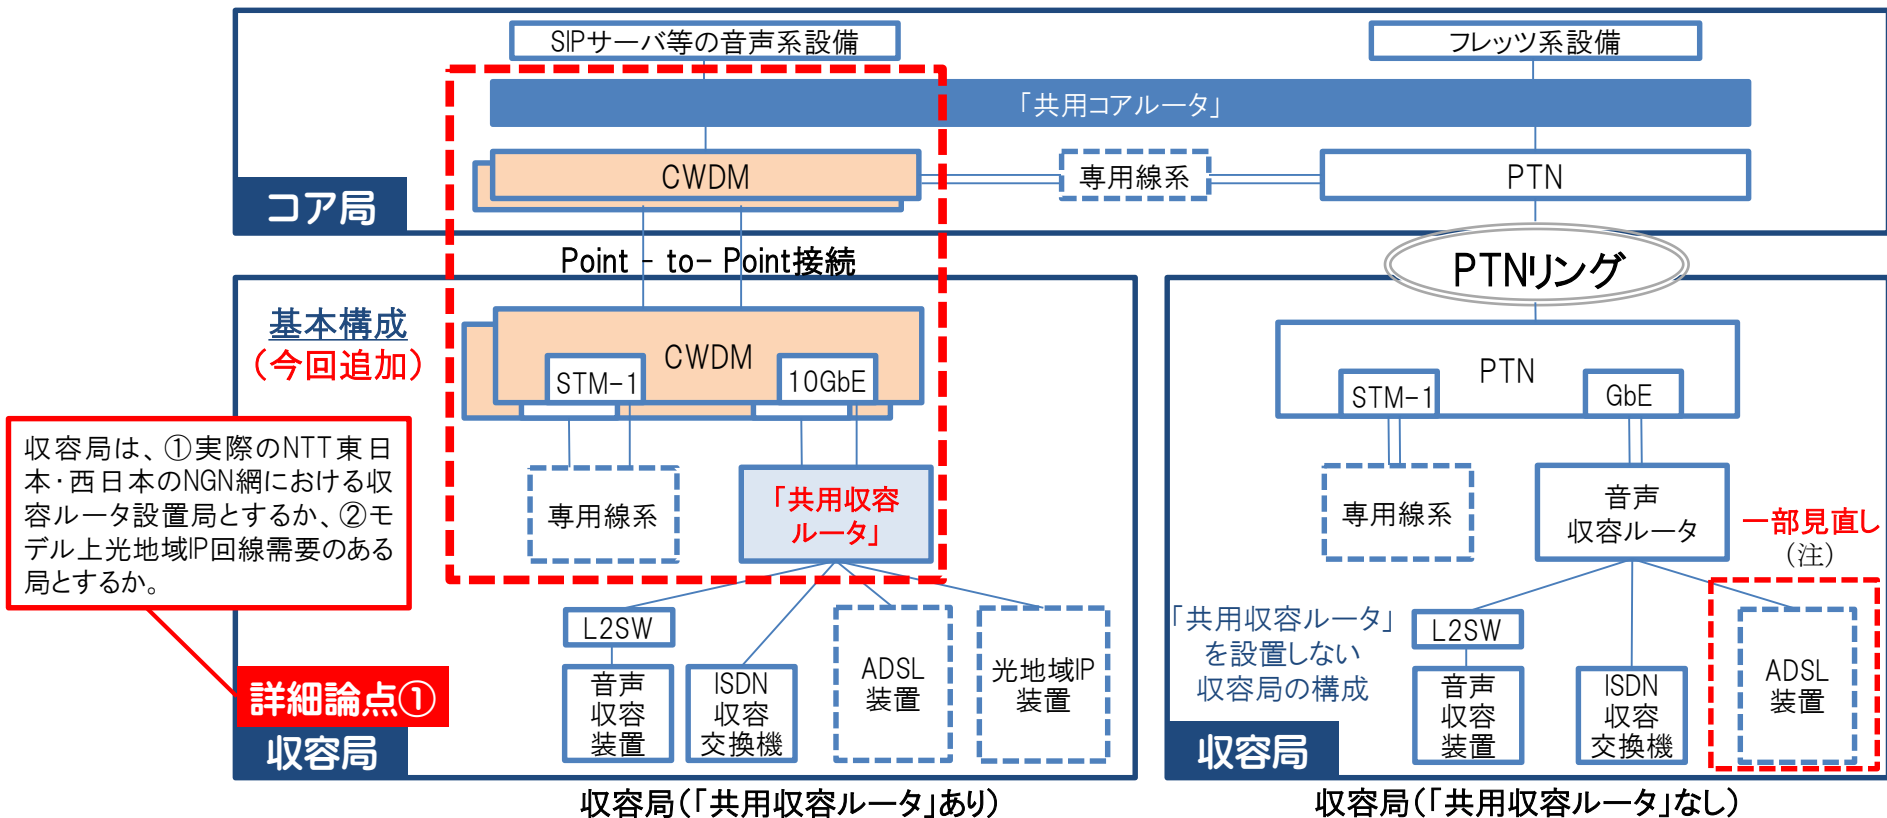 SIPサーバ等の音声系設備
フレッツ系設備
「共用コアルータ」
CWDM
専用線系
PTN
コア局
Point - to- Point接続
PTNリング
基本構成
(今回追加)
CWDM
STM-1
10GbE
収容局は、①実際のNTT東日
本・西日本のNGN網における収
容ルータ設置局とするか、②モ
デル上光地域IP回線需要のある
局とするか。
専用線系
「共用収容
ルータ」
L2SW
音声
収容
装置
ISDN
収容
交換機
ADSL
装置
光地域IP
装置
詳細論点①
収容局
収容局(「共用収容ルータ」あり)
PTN
STM-1
GbE
専用線系
音声
収容ルータ
一部見直し
(注)
「共用収容ルータ」
を設置しない
収容局の構成
L2SW
音声
収容
装置
ISDN
収容
交換機
ADSL
装置
収容局
収容局(「共用収容ルータ」なし)